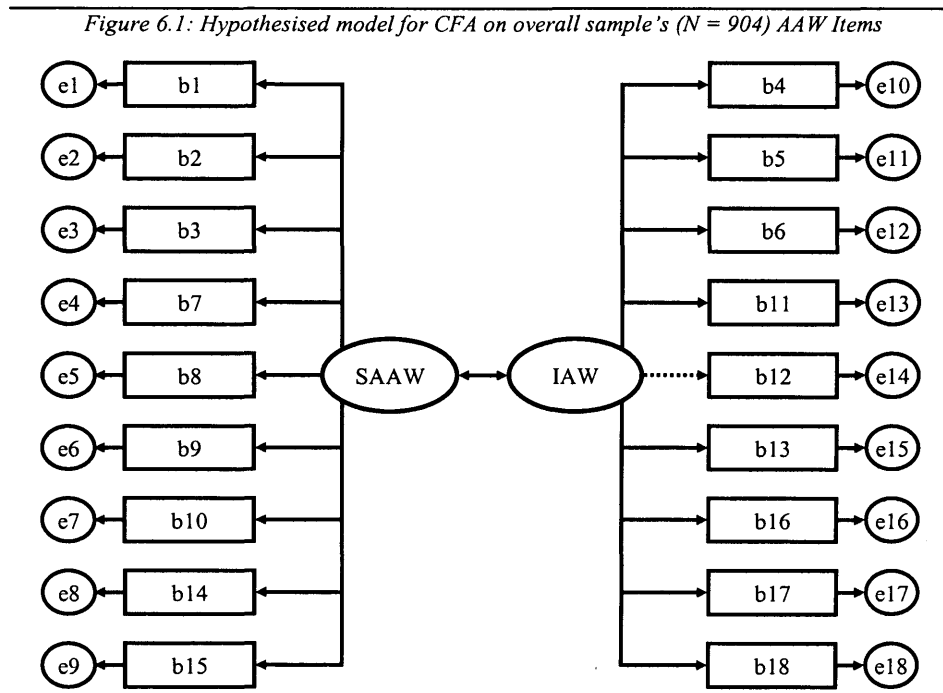 Figure 6.1: Hypothesised model for CFA on overall sample's (N = 904) AAW Items
e1 b1 b4 e10
e2 b2 b5 e11
e3 b3 b6 e12
e4 b7 b11 e13
e5 b8 SAAW IAW b12 e14
e6 b9 b13 e15
e7 b10 b16 e16
e8 b14 b17 e17
e9 b15 b18 e18